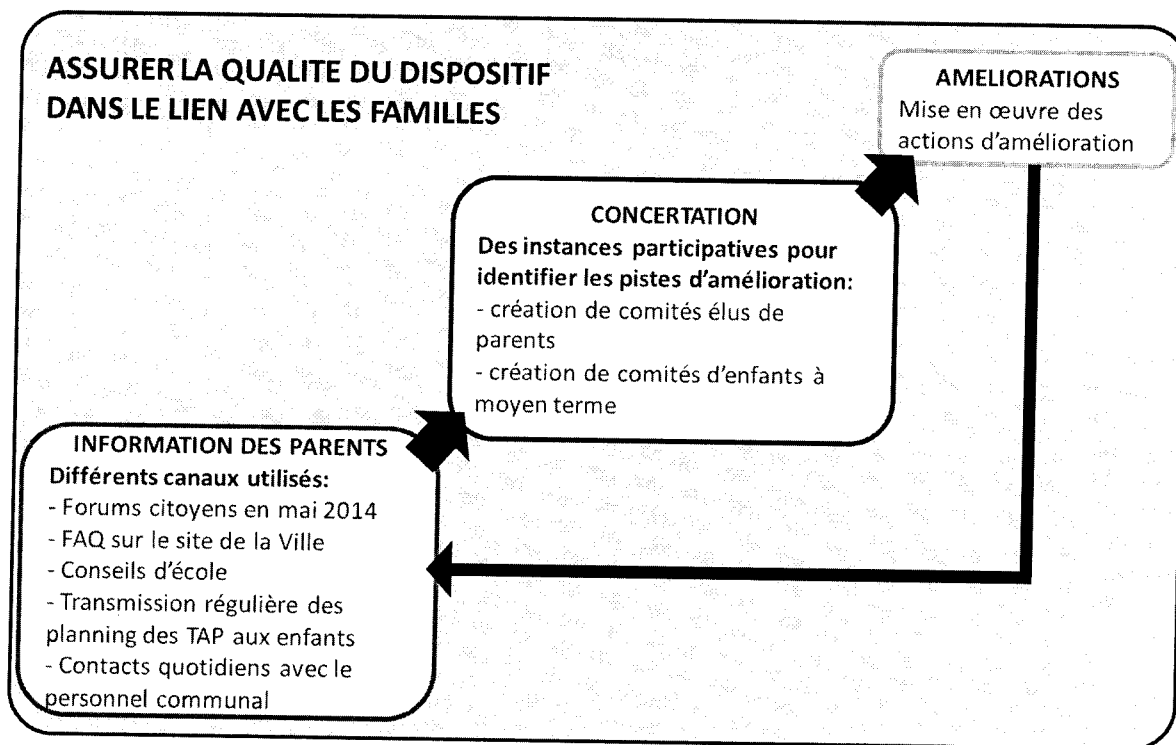 ASSURER LA QUALITE DU DISPOSITIF
DANS LE LIEN AVEC LES FAMILLES
AMELIORATIONS
Mise en œuvre des
actions d'amélioration
CONCERTATION
Des instances participatives pour
identifier les pistes d'amélioration:
- création de comités élus de
parents
- création de comités d'enfants à
moyen terme
INFORMATION DES PARENTS
Différents canaux utilisés:
- Forums citoyens en mai 2014
- FAQ sur le site de la Ville
- Conseils d'école
- Transmission régulière des
planning des TAP aux enfants
- Contacts quotidiens avec le
personnel communal